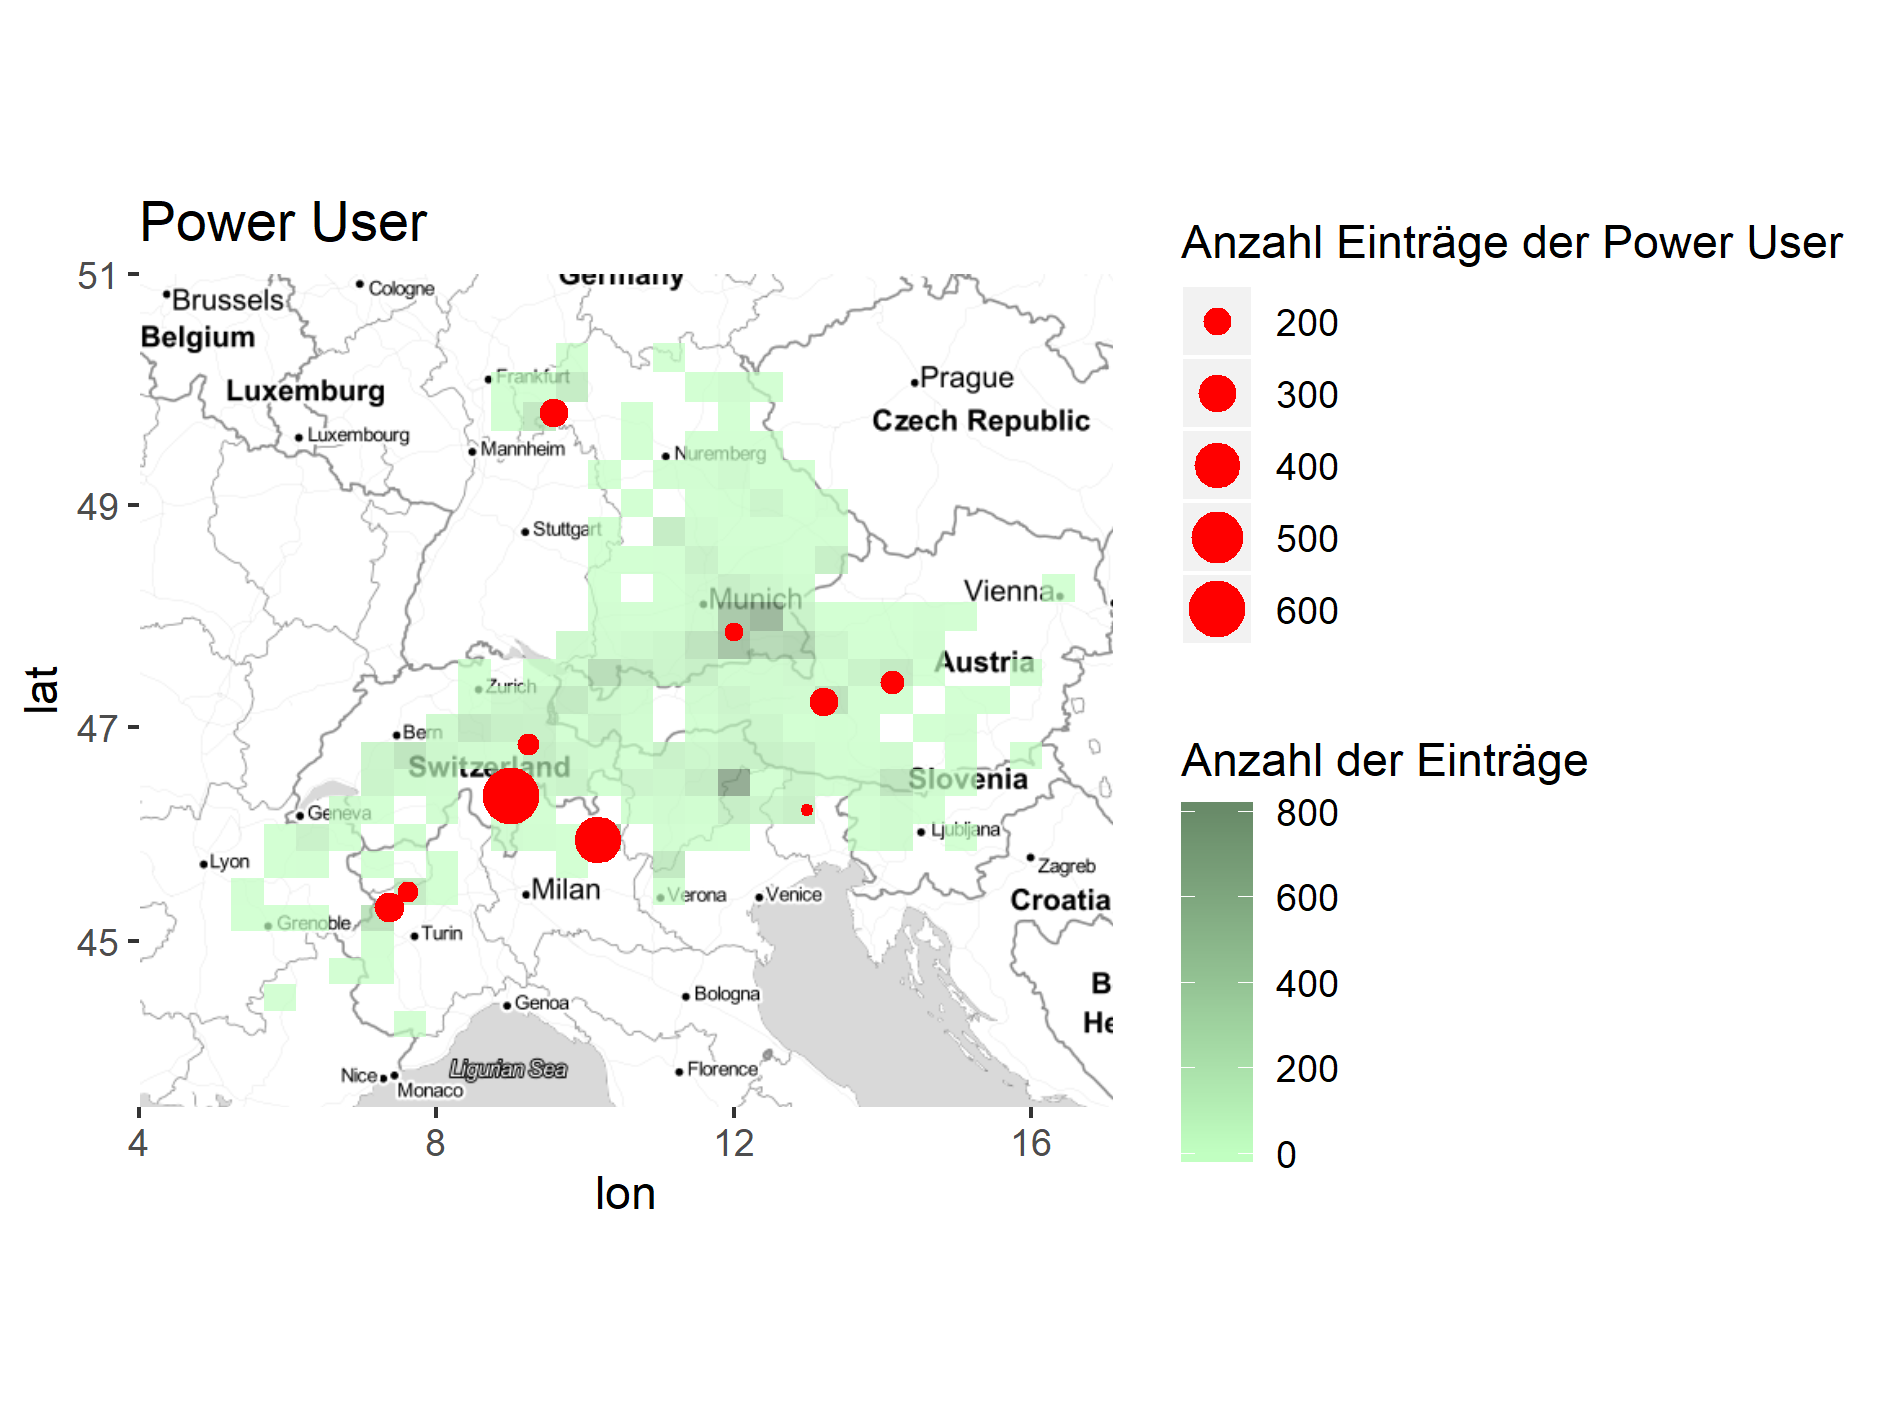 Power User
51
49
47
45
lat
4
8
12
16
lon
Germany
Brussels
Cologne
Belgium
Frankfurt
Prague
Luxemburg
Czech Republic
Luxembourg
Mannheim
Nuremberg
Stuttgart
Vienna
Munich
Austria
Zurich
Bern
Switzerland
Slovenia
Geneva
Ljubljana
Lyon
Zagreb
Milan
Verona
Venice
Croatia
Grenoble
Turin
B
Bologna
Genoa
He
Ligurian Sea
Florence
Nice
Monaco
Anzahl Einträge der Power User
200
300
400
500
600
Anzahl der Einträge
800
600
400
200
0